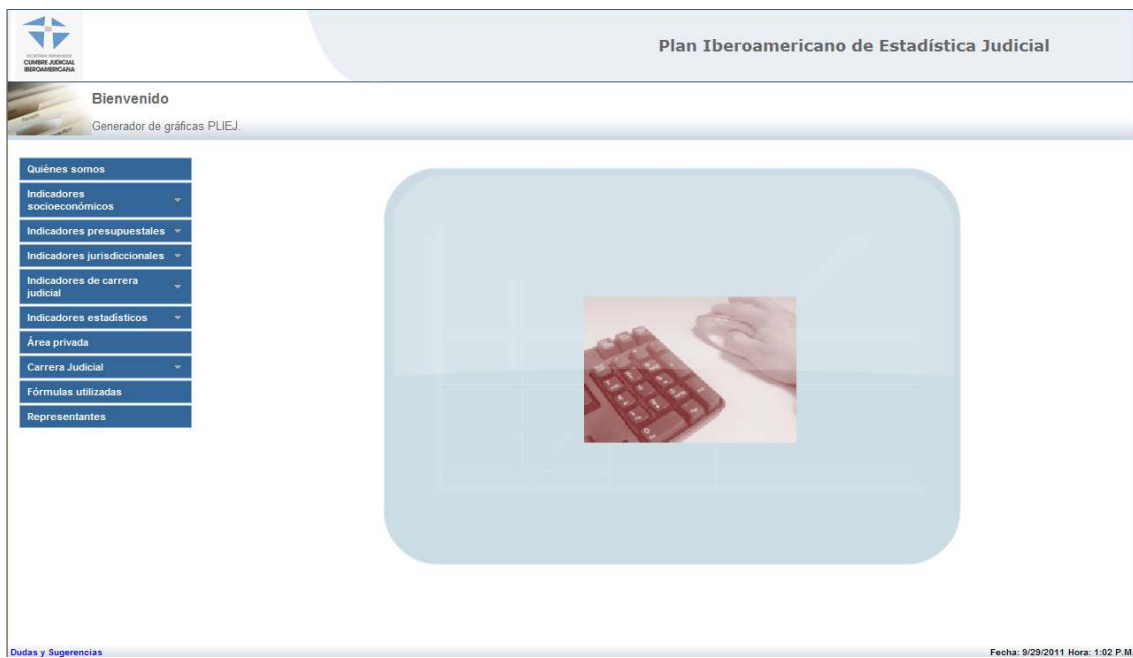 SECRETARIA PERMANENTE
CUMBRE JUDICIAL
IBEROAMERICANA
Plan Iberoamericano de Estadística Judicial
Bienvenido
Generador de gráficas PLIEJ.
Quiénes somos
Indicadores
socioeconómicos
Indicadores presupuestales
Indicadores jurisdiccionales
Indicadores de carrera
judicial
Indicadores estadísticos
Área privada
Carrera Judicial
Fórmulas utilizadas
Representantes
Dudas y Sugerencias
Fecha: 9/29/2011 Hora: 1:02 P.M.